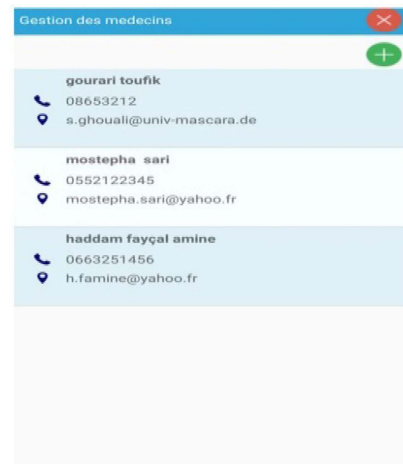 Gestion des medecins
gourari toufik
08653212
s.ghouali@univ-mascara.de
mostepha sari
0552122345
mostepha.sari@yahoo.fr
haddam fayçal amine
0663251456
h.famine@yahoo.fr